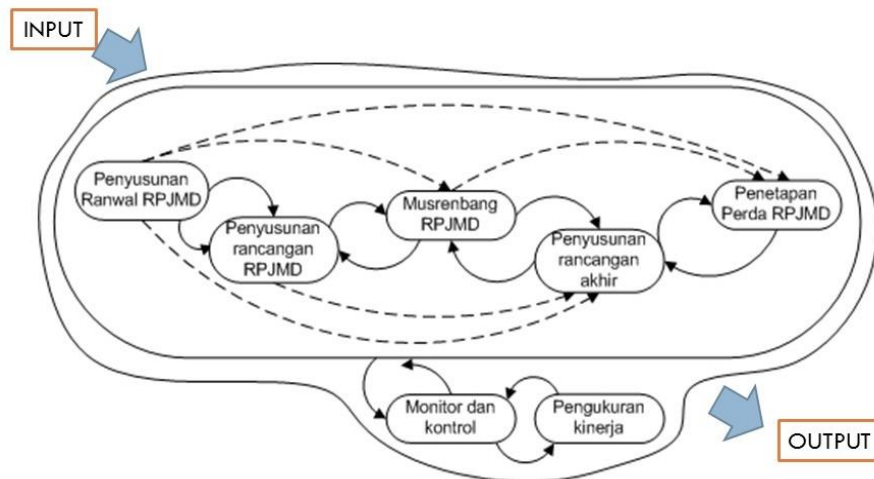 INPUT
Penyusunan
Ranwal RPJMD
Penyusunan
rancangan
RPJMD
Musrenbang
RPJMD
Penyusunan
rancangan
akhir
Penetapan
Perda RPJMD
Monitor dan
kontrol
Pengukuran
kinerja
OUTPUT